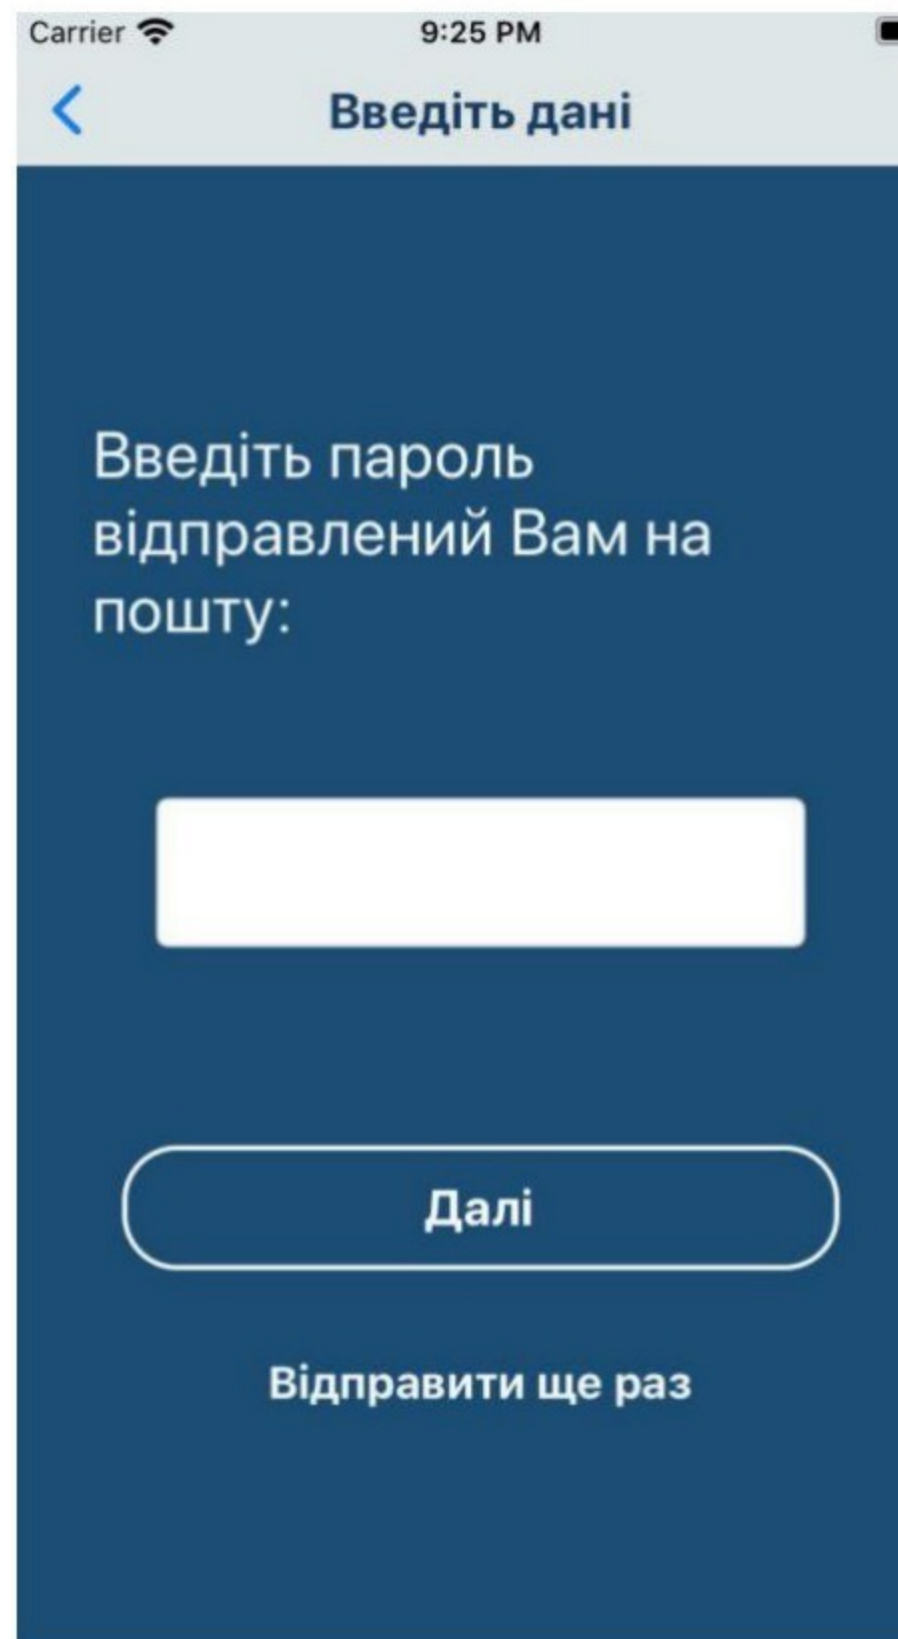 Carrier 9:25 PM
Введіть дані
Введіть пароль
відправлений Вам на
пошту:
Далі
Відправити ще раз